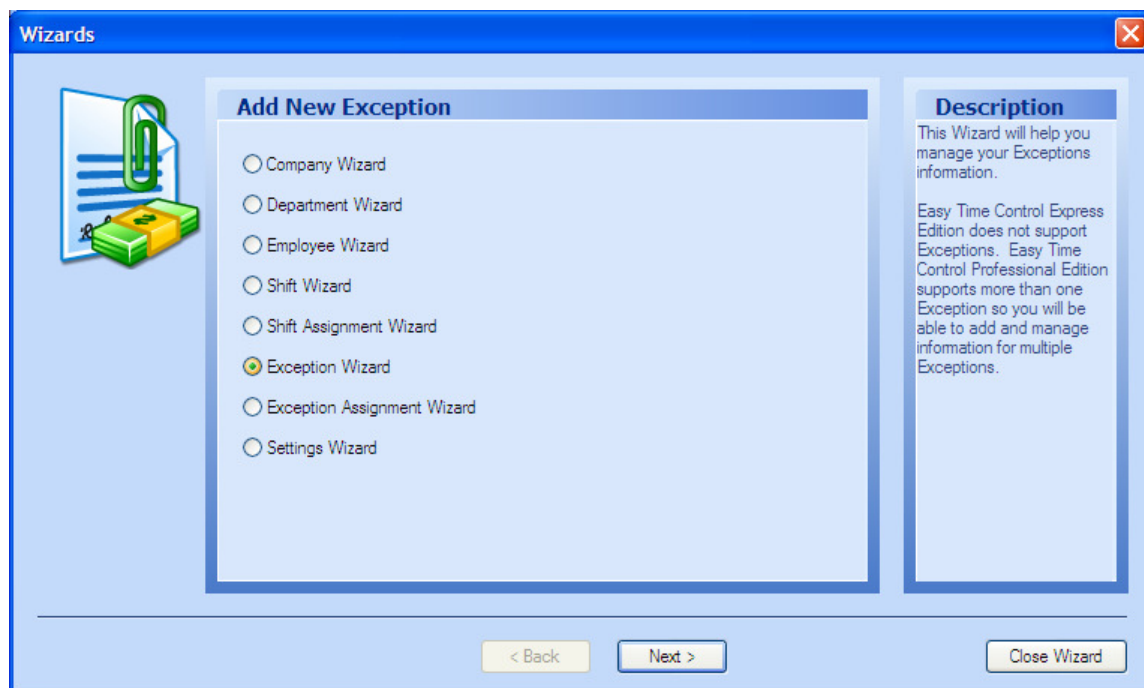 Wizards
Add New Exception
Company Wizard
Department Wizard
Employee Wizard
Shift Wizard
Shift Assignment Wizard
Exception Wizard
Exception Assignment Wizard
Settings Wizard
Description
This Wizard will help you
manage your Exceptions
information.
Easy Time Control Express
Edition does not support
Exceptions.  Easy Time
Control Professional Edition
supports more than one
Exception so you will be
able to add and manage
information for multiple
Exceptions.
< Back
Next >
Close Wizard